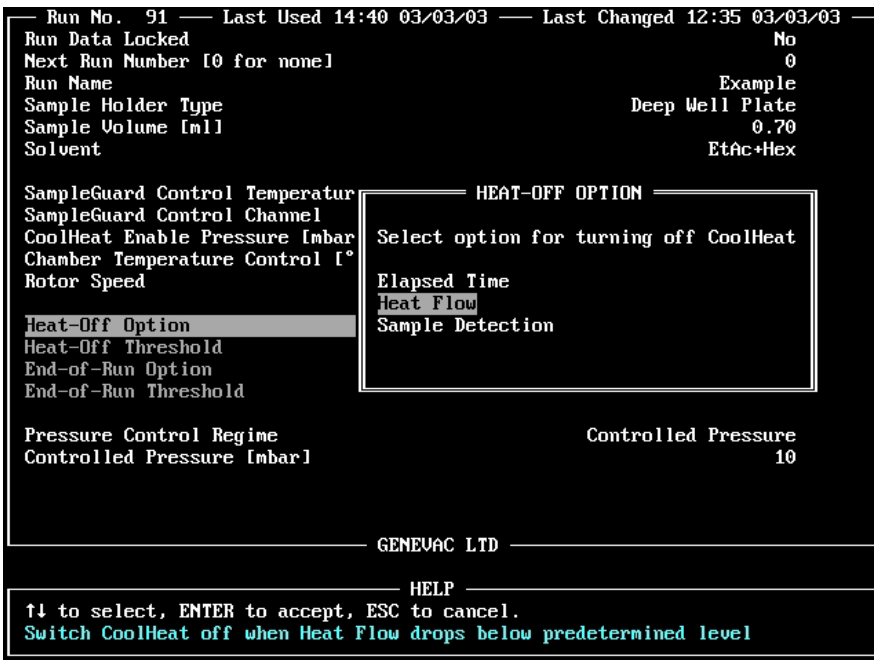 Run No. 91 Last Used 14:40 03/03/03 Last Changed 12:35 03/03/03
Run Data Locked No
Next Run Number [0 for none] 0
Run Name Example
Sample Holder Type Deep Well Plate
Sample Volume [ml] 0.70
Solvent EtAc+Hex
SampleGuard Control Temperatur
SampleGuard Control Channel
CoolHeat Enable Pressure [mbar
Chamber Temperature Control [°
Rotor Speed
HEAT-OFF OPTION
Select option for turning off CoolHeat
Elapsed Time
Heat Flow
Sample Detection
Heat-Off Option
Heat-Off Threshold
End-of-Run Option
End-of-Run Threshold
Pressure Control Regime Controlled Pressure
Controlled Pressure [mbar] 10
GENEVAC LTD
HELP
↑↓ to select, ENTER to accept, ESC to cancel.
Switch CoolHeat off when Heat Flow drops below predetermined level